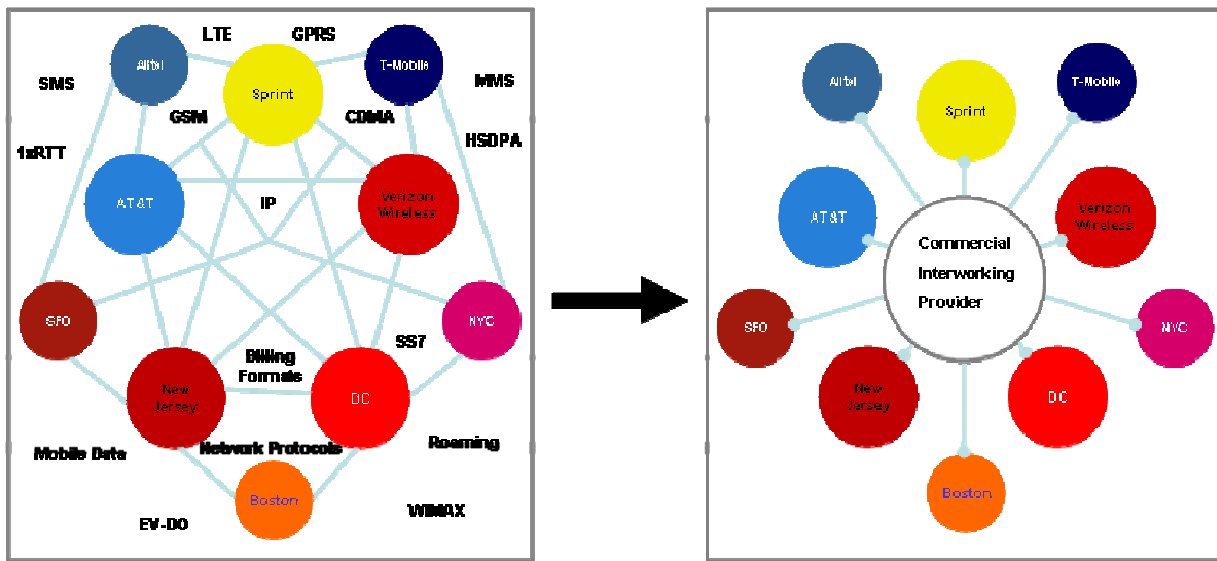 LTE
GPRS
Alltel
T-Mobile
SMS
Sprint
MMS
GSM
CDMA
HSDPA
1xRTT
AT&T
IP
Verizon
Wireless
SFO
NYC
SS7
Billing
Formats
New
Jersey
DC
Mobile Data
Network Protocols
Roaming
Boston
EV-DO
WIMAX
Alltel
T-Mobile
Sprint
AT&T
Verizon
Wireless
Commercial
Interworking
Provider
SFO
NYC
New
Jersey
DC
Boston